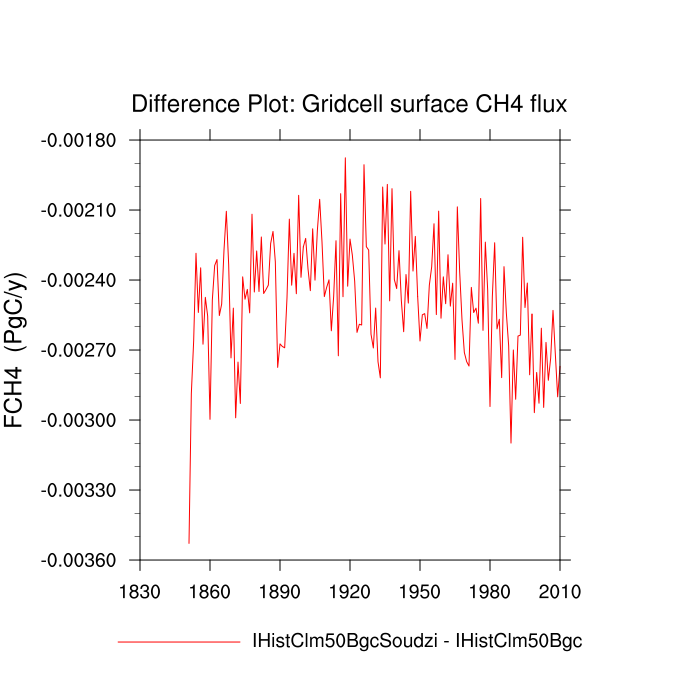 Difference Plot: Gridcell surface CH4 flux
FCH4 (PgC/y)
-0.00180
-0.00210
-0.00240
-0.00270
-0.00300
-0.00330
-0.00360
1830 1860 1890 1920 1950 1980 2010
IHistClm50BgcSoudzi - IHistClm50Bgc